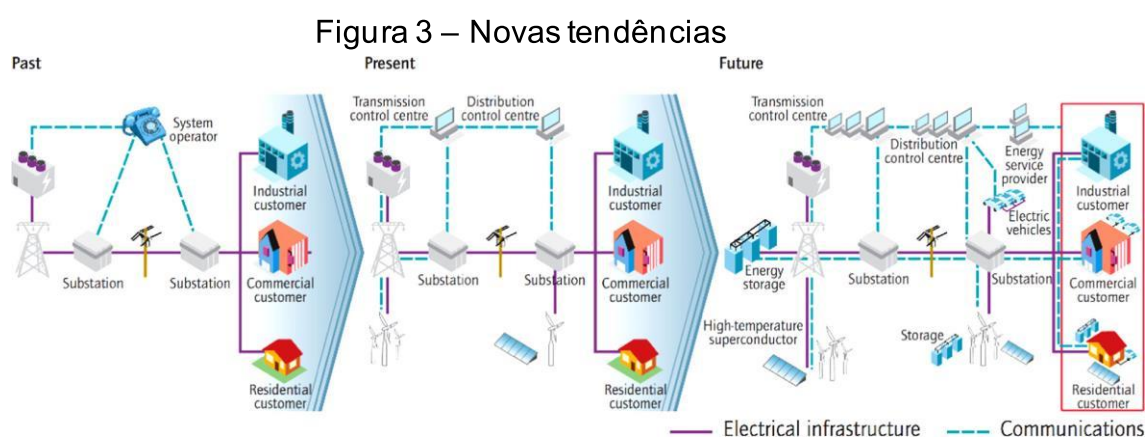 Figura 3 – Novas tendências
Past
System
operator
Industrial
customer
Substation
Substation
Commercial
customer
Residential
customer
Present
Transmission
control centre
Distribution
control centre
Industrial
customer
Substation
Substation
Commercial
customer
Residential
customer
Future
Transmission
control centre
Distribution
control centre
Energy
service
provider
Industrial
customer
Electric
vehicles
Energy
storage
Substation
Substation
Commercial
customer
High-temperature
superconductor
Storage
Residential
customer
Electrical infrastructure
Communications